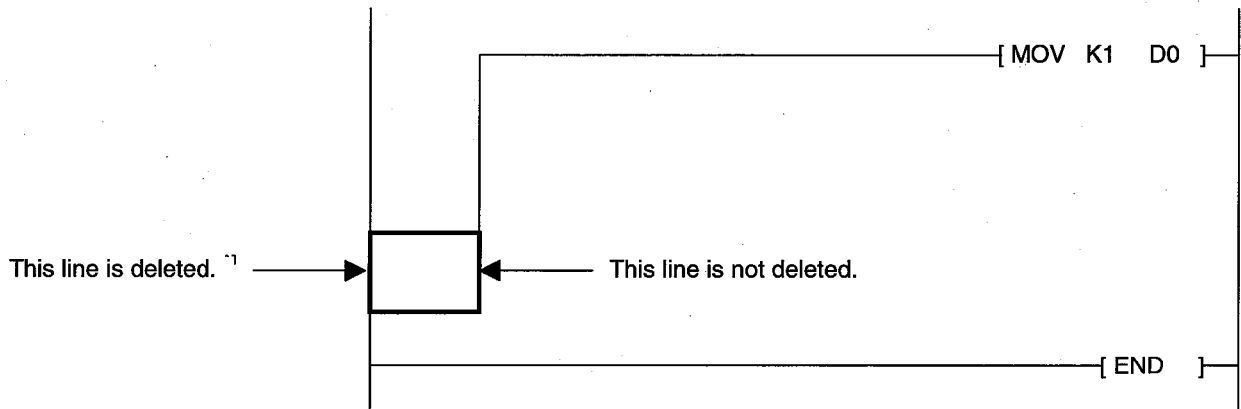 [ MOV K1 D0 ]
This line is deleted. *1
This line is not deleted.
[ END ]